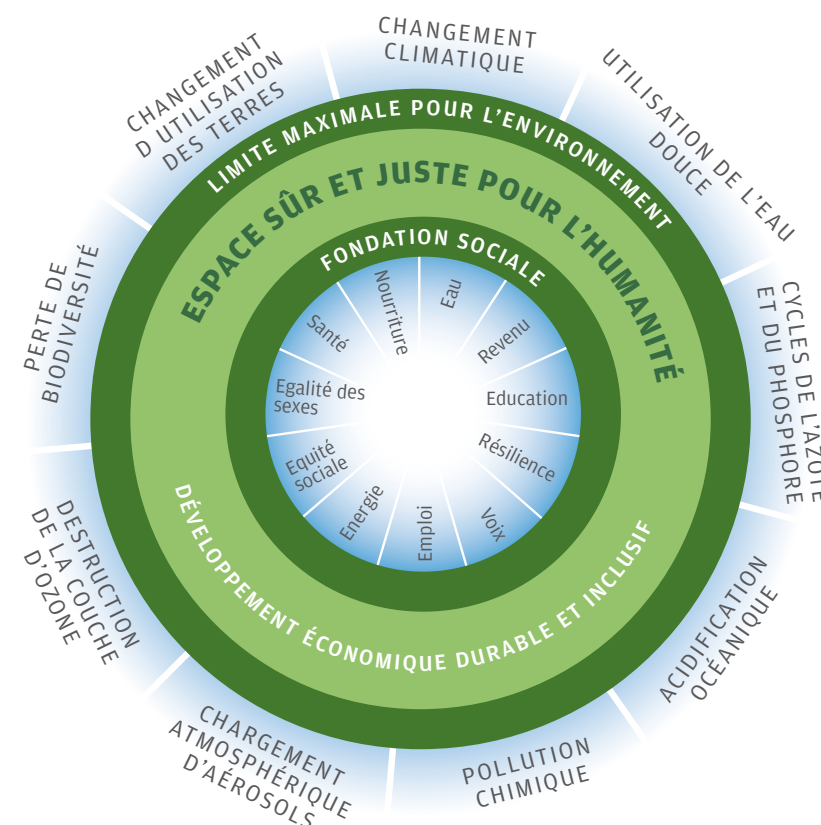 CHANGEMENT
CLIMATIQUE
UTILISATION DE L'EAU
DOUCE
CYCLES DE L'AZOTE
ET DU PHOSPHORE
ACIDIFICATION
OCÉANIQUE
POLLUTION
CHIMIQUE
CHARGEMENT
ATMOSPHÉRIQUE
D'AÉROSOLS
DESTRUCTION
DE LA COUCHE
D'OZONE
PERTE DE
BIODIVERSITÉ
CHANGEMENT
D UTILISATION
DES TERRES
LIMITE MAXIMALE POUR L'ENVIRONNEMENT
ESPACE SÛR ET JUSTE POUR L'HUMANITÉ
FONDATION SOCIALE
Eau
Revenu
Education
Résilience
Voix
Emploi
Energie
Equité
sociale
Egalité des
sexes
Santé
Nourriture
DÉVELOPPEMENT ÉCONOMIQUE DURABLE ET INCLUSIF